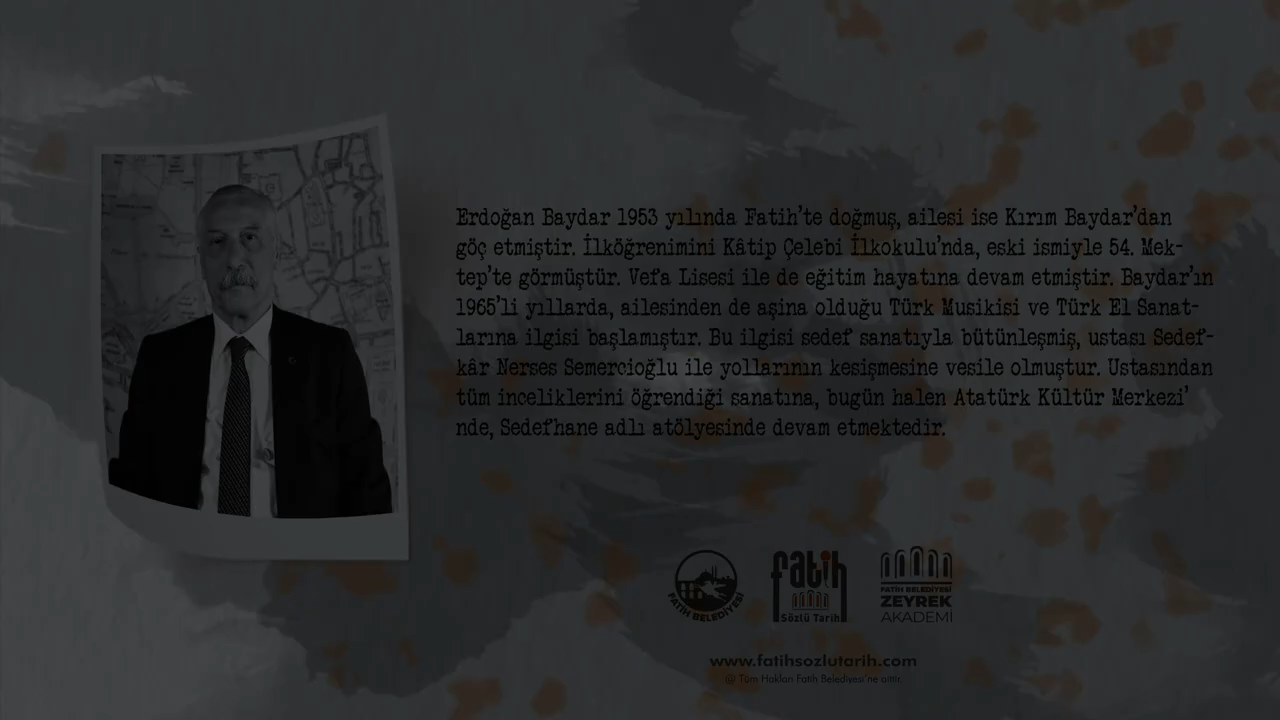 Erdoğan Baydar 1953 yılında Fatih'te doğmuş, ailesi ise Kırım Baydar'dan
göç etmiştir. İlköğrenimini Kâtip Çelebi İlkokulu'nda, eski ismiyle 54. Mek-
tep'te görmüştür. Vefa Lisesi ile de eğitim hayatına devam etmiştir. Baydar'ın
1965'li yıllarda, ailesinden de aşina olduğu Türk Musikisi ve Türk El Sanat-
larına ilgisi başlamıştır. Bu ilgisi sedef sanatıyla bütünleşmiş, ustası Sedef-
kâr Nerses Semercioğlu ile yollarının kesişmesine vesile olmuştur. Ustasından
tüm inceliklerini öğrendiği sanatına, bugün halen Atatürk Kültür Merkezi'
nde, Sedefhane adlı atölyesinde devam etmektedir.
FATİH BELEDİYESİ
fatih
Sözlü Tarih
FATİH BELEDİYESİ
ZEYREK
AKADEMİ
www.fatihsozlutarih.com
@ Tüm Hakları Fatih Belediyesi'ne aittir.